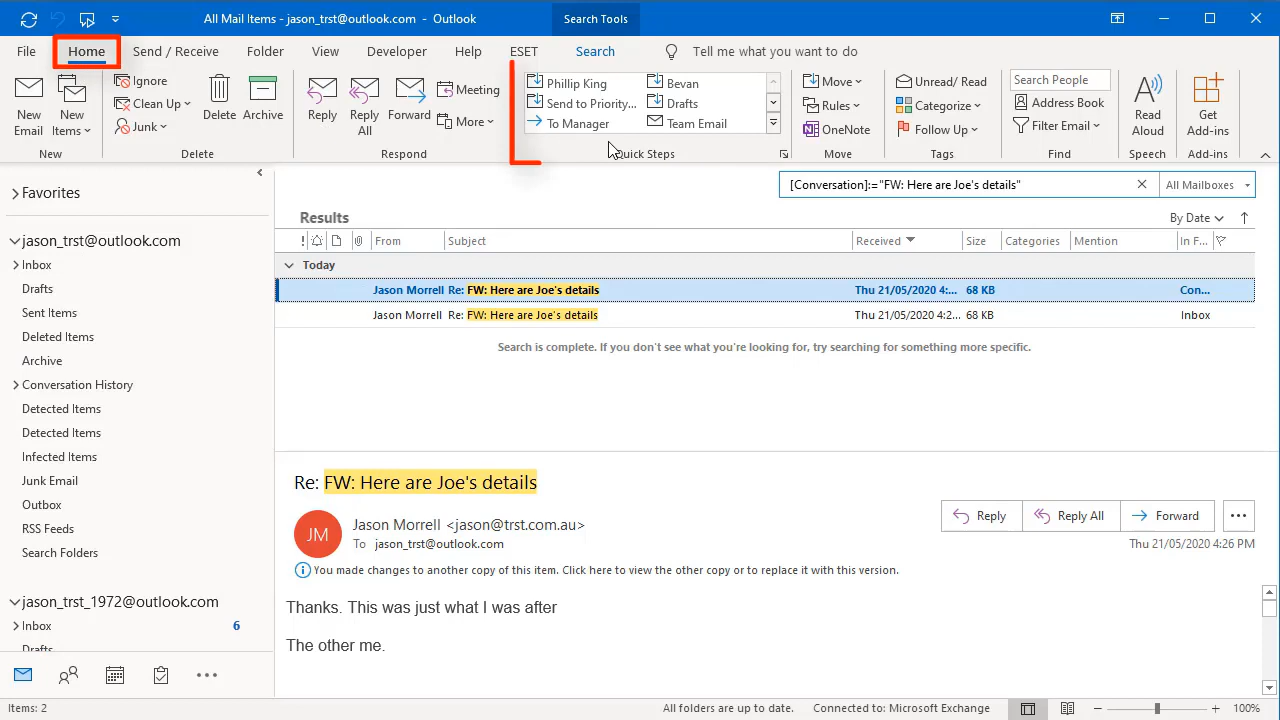 All Mail Items - jason_trst@outlook.com - Outlook
Search Tools
File Home Send / Receive Folder View Developer Help ESET Search Tell me what you want to do
New Email
New Items
New
Ignore
Clean Up
Junk
Delete
Archive
Delete
Reply
Reply All
Forward
Meeting
More
Respond
Phillip King
Bevan
Send to Priority...
Drafts
To Manager
Team Email
Quick Steps
Move
Rules
OneNote
Move
Unread/ Read
Categorize
Follow Up
Tags
Search People
Address Book
Filter Email
Find
Read Aloud
Speech
Get Add-ins
Add-ins
Favorites
jason_trst@outlook.com
Inbox
Drafts
Sent Items
Deleted Items
Archive
Conversation History
Detected Items
Detected Items
Infected Items
Junk Email
Outbox
RSS Feeds
Search Folders
jason_trst_1972@outlook.com
Inbox 6
Drafts
[Conversation]:="FW: Here are Joe's details"
All Mailboxes
Results
By Date
! From Subject Received Size Categories Mention In F...
Today
Jason Morrell Re: FW: Here are Joe's details Thu 21/05/2020 4:... 68 KB Con...
Jason Morrell Re: FW: Here are Joe's details Thu 21/05/2020 4:2... 68 KB Inbox
Search is complete. If you don't see what you're looking for, try searching for something more specific.
Re: FW: Here are Joe's details
JM
Jason Morrell <jason@trst.com.au>
To jason_trst@outlook.com
Reply Reply All Forward ...
Thu 21/05/2020 4:26 PM
You made changes to another copy of this item. Click here to view the other copy or to replace it with this version.
Thanks. This was just what I was after
The other me.
Items: 2
All folders are up to date.
Connected to: Microsoft Exchange
100%